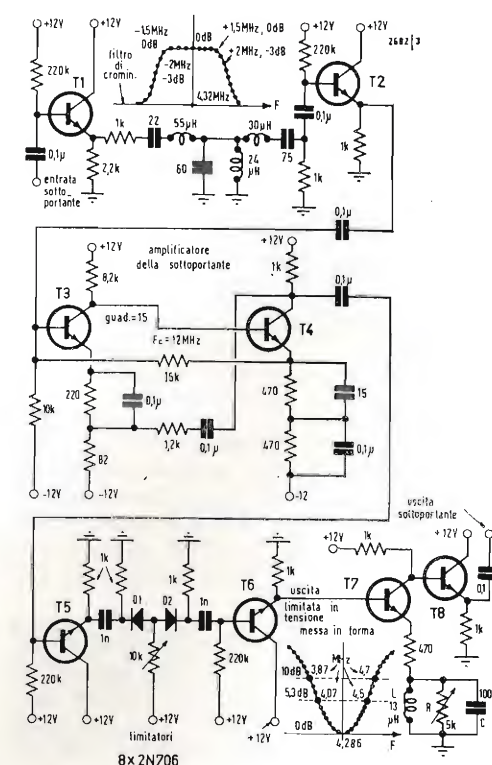 +12V
+12V
-1,5MHz
0dB
0dB
+1,5MHz, 0dB
+2MHz, -3dB
-2MHz
-3dB
4,32MHz
F
filtro
di
cromin.
+12V
+12V
2682/3
220k
T1
220k
T2
1k
22
55µH
30µH
0,1µ
0,1µ
2,2k
60
24
µH
75
1k
1k
entrata
sotto_
portante
0,1µ
+12V
amplificatore
della sottoportante
+12V
1k
0,1µ
8,2k
T3
guad.=15
T4
Fc=12MHz
15k
10k
220
0,1µ
470
15
1,2k
0,1µ
470
0,1µ
82
-12V
-12V
-12
uscita
sottoportante
1k
+12V
+12V
1k
1k
1k
T5
1n
D1
D2
1n
T6
uscita
limitata in
tensione
messa in forma
T7
T8
0,1
10k
220k
220k
MHz
10dB
3,87
4,7
5,3dB
4,07
4,5
0dB
4,286
F
470
1k
L
13
µH
R
5k
100
C
+12V
+12V
+12V
+12V
+12V
limitatori
8x2N706